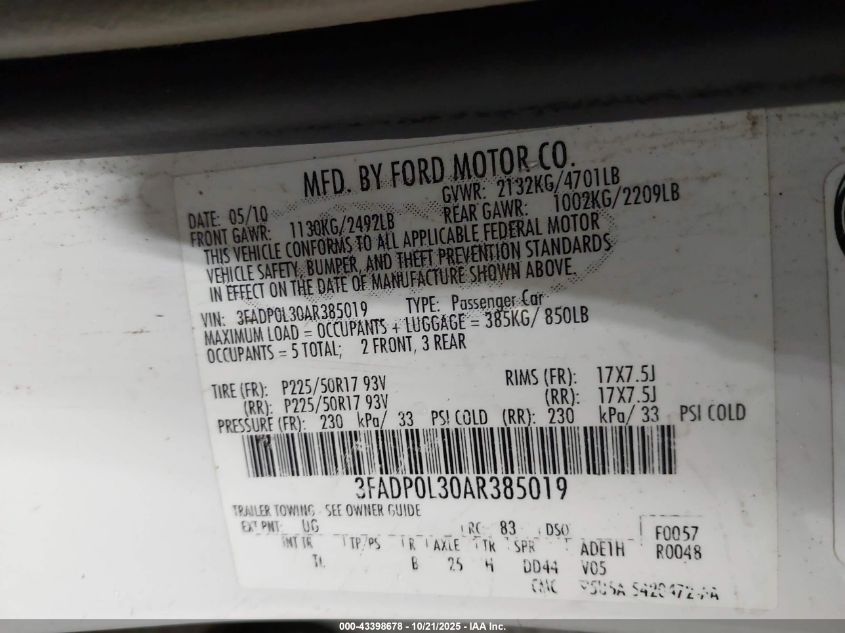 MFD. BY FORD MOTOR CO.
DATE: 05/10 GVWR: 2132KG/4701LB
FRONT GAWR: 1130KG/2492LB REAR GAWR: 1002KG/2209LB
THIS VEHICLE CONFORMS TO ALL APPLICABLE FEDERAL MOTOR
VEHICLE SAFETY, BUMPER, AND THEFT PREVENTION STANDARDS
IN EFFECT ON THE DATE OF MANUFACTURE SHOWN ABOVE.
VIN: 3FADP0L30AR385019 TYPE: Passenger Car
MAXIMUM LOAD = OCCUPANTS + LUGGAGE = 385KG/ 850LB
OCCUPANTS = 5 TOTAL; 2 FRONT, 3 REAR
TIRE (FR): P225/50R17 93V RIMS (FR): 17X7.5J
(RR): P225/50R17 93V (RR): 17X7.5J
PRESSURE (FR): 230 kPa/ 33 PSI COLD (RR): 230 kPa/ 33 PSI COLD
3FADP0L30AR385019
TRAILER TOWING - SEE OWNER GUIDE
EXT PNT: UG RC: 83 DSO: F0057
INT TR TP/PS R AXLE TR SPR ADE1H R0048
B 25 H DD44 V05
000-43398678 - 10/21/2025 - IAA Inc.